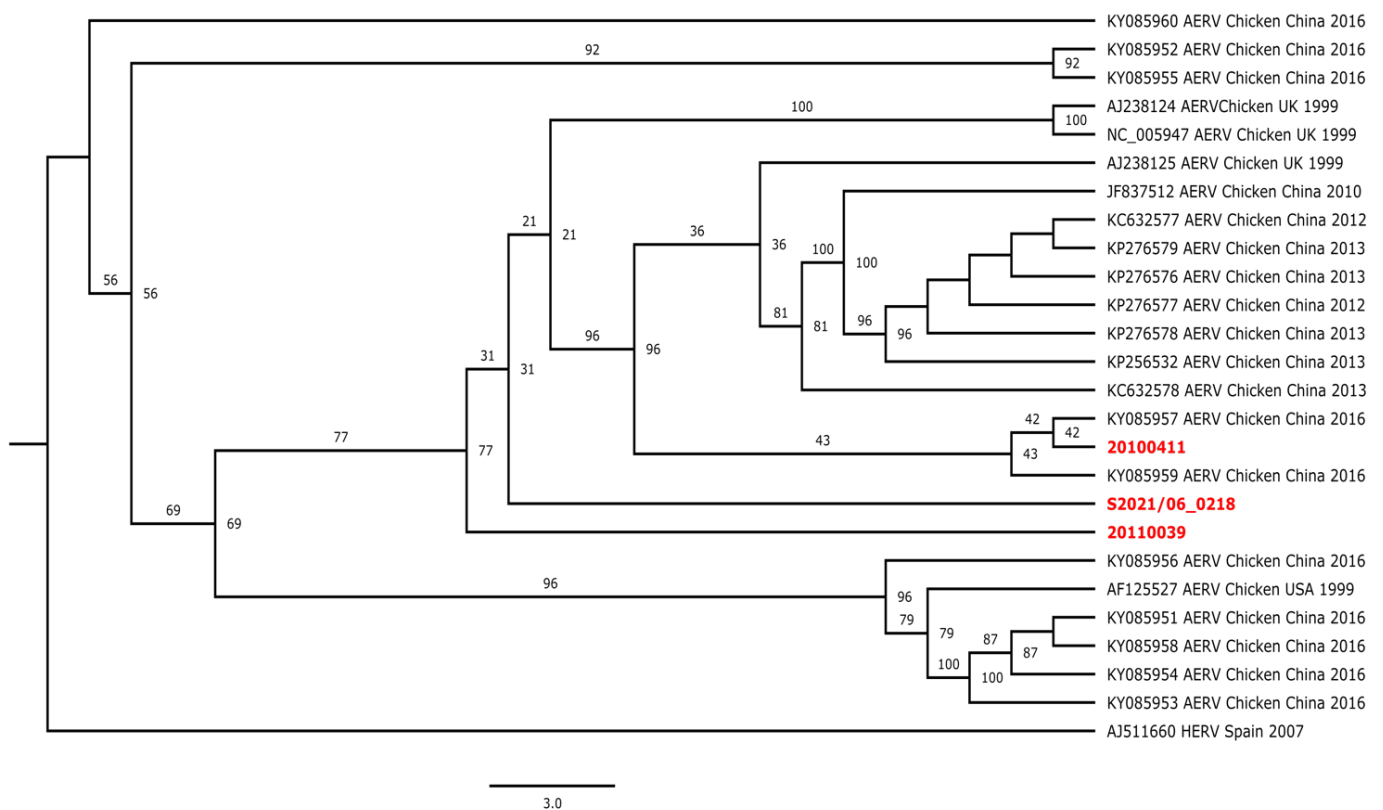 KY085960 AERV Chicken China 2016
92
KY085952 AERV Chicken China 2016
92
KY085955 AERV Chicken China 2016
100
AJ238124 AERVChicken UK 1999
100
NC_005947 AERV Chicken UK 1999
AJ238125 AERV Chicken UK 1999
JF837512 AERV Chicken China 2010
21
21
36
36
100
100
KC632577 AERV Chicken China 2012
KP276579 AERV Chicken China 2013
KP276576 AERV Chicken China 2013
56
56
KP276577 AERV Chicken China 2012
81
81
96
96
KP276578 AERV Chicken China 2013
96
96
31
31
KP256532 AERV Chicken China 2013
KC632578 AERV Chicken China 2013
42
KY085957 AERV Chicken China 2016
42
77
77
43
43
20100411
KY085959 AERV Chicken China 2016
69
69
S2021/06_0218
20110039
KY085956 AERV Chicken China 2016
96
96
AF125527 AERV Chicken USA 1999
79
79
KY085951 AERV Chicken China 2016
87
87
KY085958 AERV Chicken China 2016
100
100
KY085954 AERV Chicken China 2016
KY085953 AERV Chicken China 2016
AJ511660 HERV Spain 2007
3.0